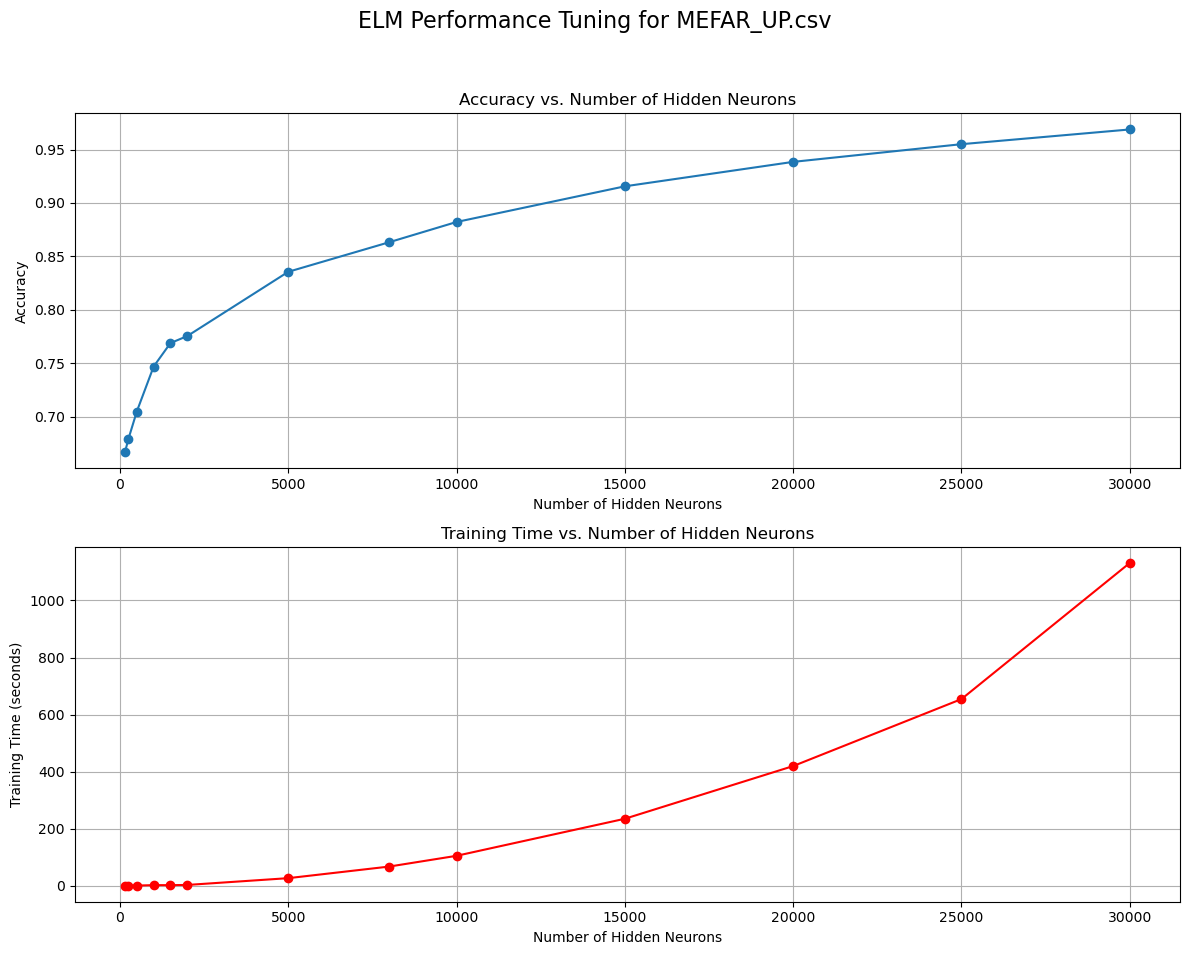 ELM Performance Tuning for MEFAR_UP.csv
Accuracy vs. Number of Hidden Neurons
Accuracy
0.95
0.90
0.85
0.80
0.75
0.70
0 5000 10000 15000 20000 25000 30000
Number of Hidden Neurons
Training Time vs. Number of Hidden Neurons
Training Time (seconds)
1000
800
600
400
200
0
0 5000 10000 15000 20000 25000 30000
Number of Hidden Neurons